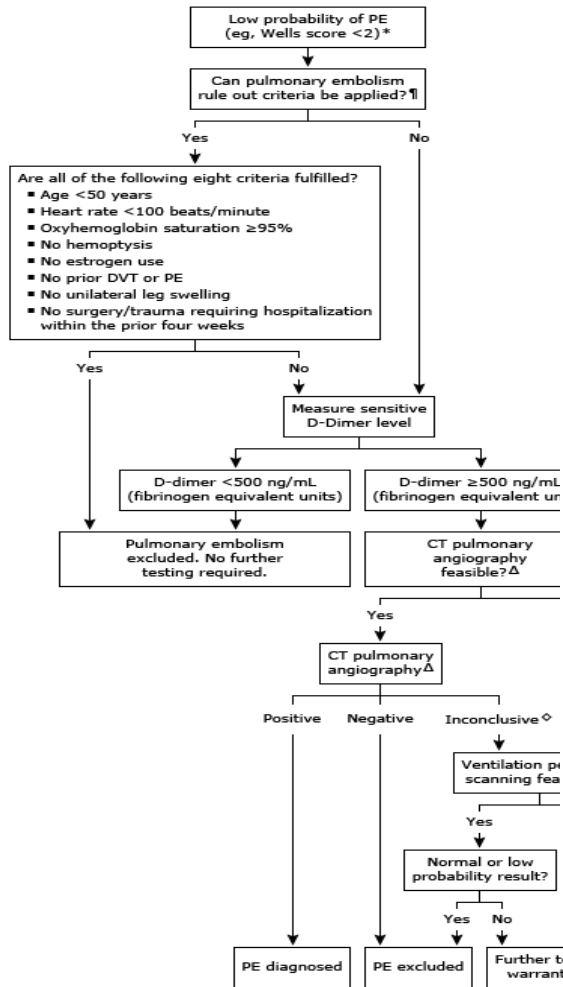 Low probability of PE
(eg, Wells score <2)*
Can pulmonary embolism
rule out criteria be applied?¶
Yes
No
Are all of the following eight criteria fulfilled?
▪ Age <50 years
▪ Heart rate <100 beats/minute
▪ Oxyhemoglobin saturation ≥95%
▪ No hemoptysis
▪ No estrogen use
▪ No prior DVT or PE
▪ No unilateral leg swelling
▪ No surgery/trauma requiring hospitalization
within the prior four weeks
Yes
No
Measure sensitive
D-Dimer level
D-dimer <500 ng/mL
(fibrinogen equivalent units)
D-dimer ≥500 ng/mL
(fibrinogen equivalent
Pulmonary embolism
excluded. No further
testing required.
CT pulmonary
angiography
feasible?Δ
Yes
CT pulmonary
angiographyΔ
Positive
Negative
Inconclusive◇
Ventilation
scanning
Yes
Normal or low
probability result?
Yes
No
PE diagnosed
PE excluded
Further